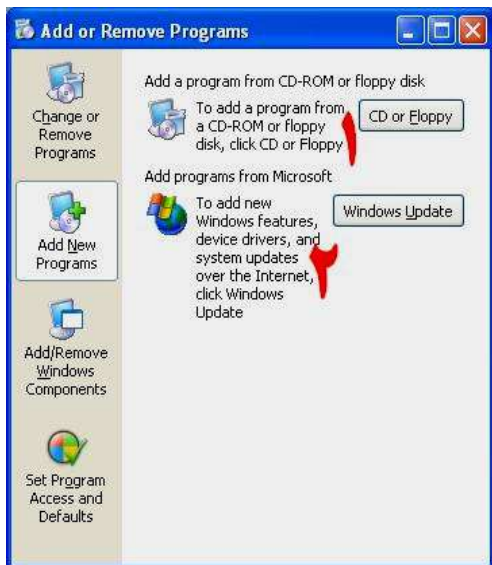 Add or Remove Programs
Change or
Remove
Programs
Add New
Programs
Add/Remove
Windows
Components
Set Program
Access and
Defaults
Add a program from CD-ROM or floppy disk
To add a program from
a CD-ROM or floppy
disk, click CD or Floppy
CD or Floppy
١
Add programs from Microsoft
To add new
Windows features,
device drivers, and
system updates
over the Internet,
click Windows
Update
Windows Update
٢